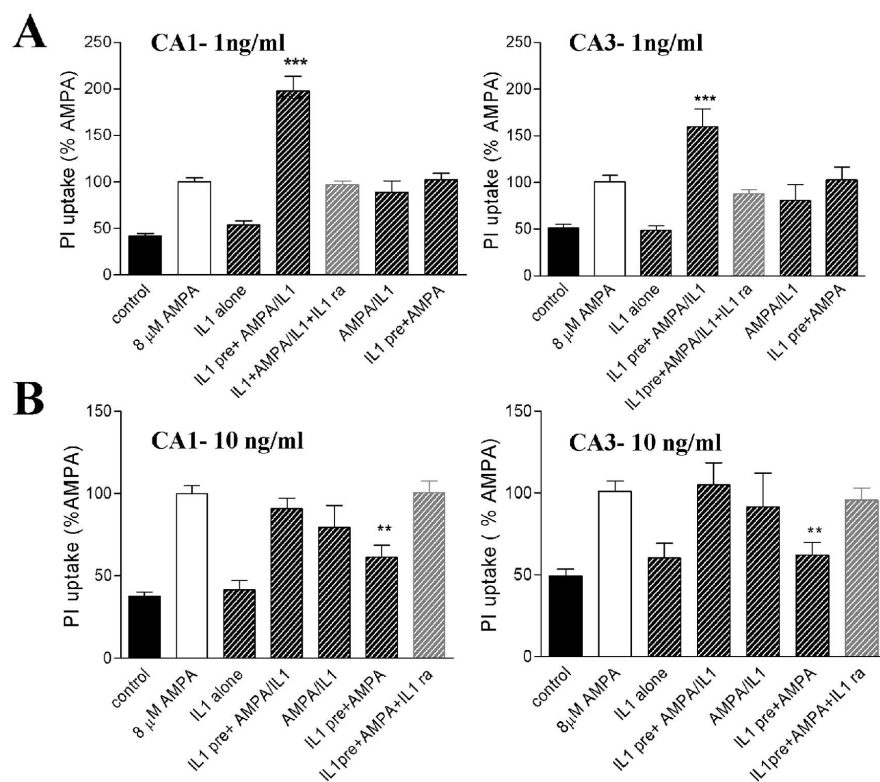 A
CA1- 1ng/ml
***
PI uptake (% AMPA)
250
200
150
100
50
0
control
8 μM AMPA
IL1 alone
IL1 pre+ AMPA/IL1
IL1+AMPA/IL1+IL1 ra
AMPA/IL1
IL1 pre+AMPA
CA3- 1ng/ml
***
PI uptake (% AMPA)
250
200
150
100
50
0
control
8 μM AMPA
IL1 alone
IL1 pre+ AMPA/IL1
IL1pre+AMPA/IL1+IL1 ra
AMPA/IL1
IL1 pre+AMPA
B
CA1- 10 ng/ml
**
PI uptake (%AMPA)
150
100
50
0
control
8 μM AMPA
IL1 alone
IL1 pre+ AMPA/IL1
AMPA/IL1
IL1 pre+AMPA
IL1pre+AMPA+IL1 ra
CA3- 10 ng/ml
**
PI uptake ( % AMPA)
150
100
50
0
control
8μM AMPA
IL1 alone
IL1 pre+ AMPA/IL1
AMPA/IL1
IL1 pre+AMPA
IL1pre+AMPA+IL1 ra